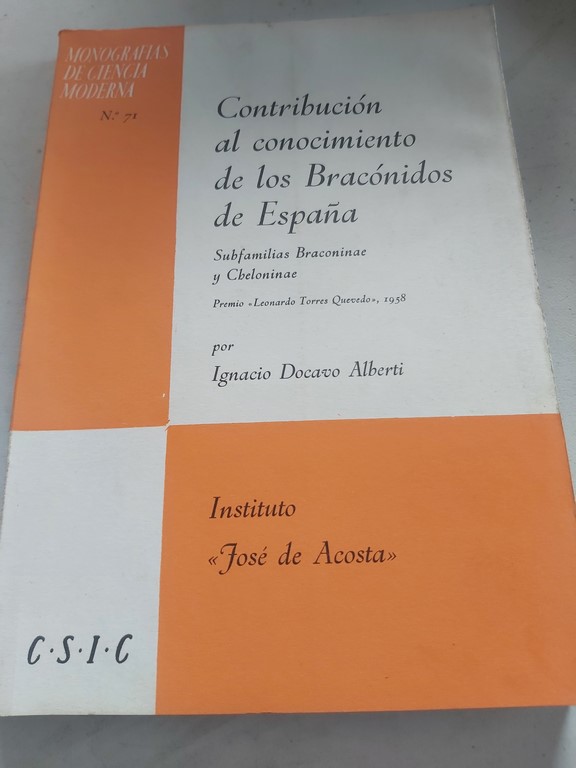 MONOGRAFIAS
DE CIENCIA
MODERNA
N.º 71
Contribución
al conocimiento
de los Bracónidos
de España
Subfamilias Braconinae
y Cheloninae
Premio «Leonardo Torres Quevedo», 1958
por
Ignacio Docavo Alberti
Instituto
«José de Acosta»
C·S·I·C